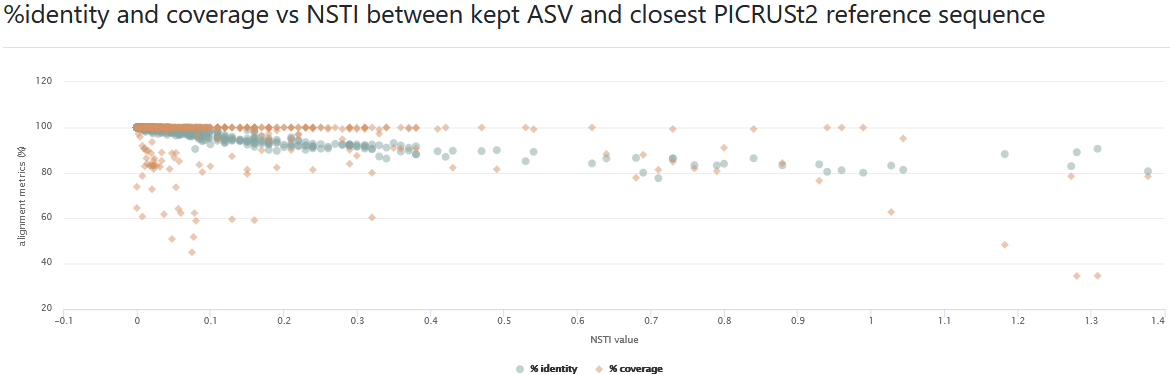 %identity and coverage vs NSTI between kept ASV and closest PICRUSt2 reference sequence
120
100
80
60
40
20
alignment metrics (%)
-0.1 0 0.1 0.2 0.3 0.4 0.5 0.6 0.7 0.8 0.9 1 1.1 1.2 1.3 1.4
NSTI value
% identity % coverage